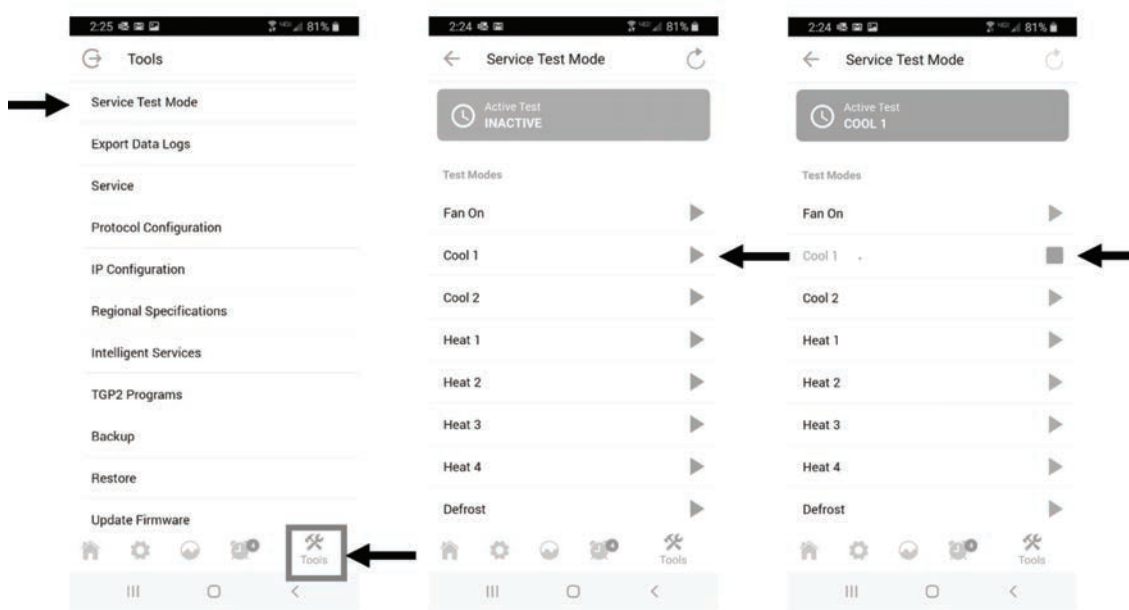 2:25
81%
Tools
Service Test Mode
Export Data Logs
Service
Protocol Configuration
IP Configuration
Regional Specifications
Intelligent Services
TGP2 Programs
Backup
Restore
Update Firmware
Tools
2:24
81%
Service Test Mode
Active Test
INACTIVE
Test Modes
Fan On
Cool 1
Cool 2
Heat 1
Heat 2
Heat 3
Heat 4
Defrost
Tools
2:24
81%
Service Test Mode
Active Test
COOL 1
Test Modes
Fan On
Cool 1
Cool 2
Heat 1
Heat 2
Heat 3
Heat 4
Defrost
Tools